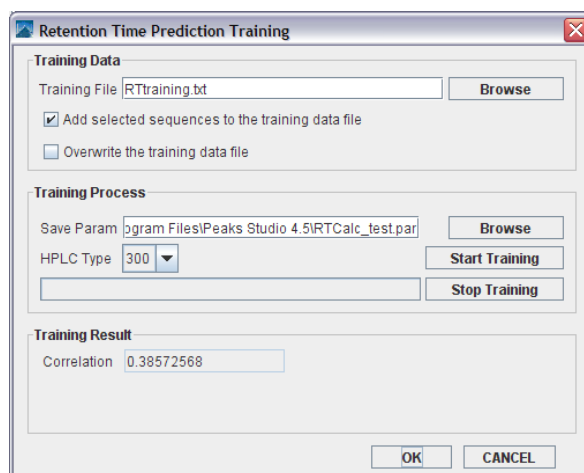 Retention Time Prediction Training
Training Data
Training File RTtraining.txt Browse
Add selected sequences to the training data file
Overwrite the training data file
Training Process
Save Param ogram Files\Peaks Studio 4.5\RTCalc_test.par Browse
HPLC Type 300 Start Training
Stop Training
Training Result
Correlation 0.38572568
OK CANCEL